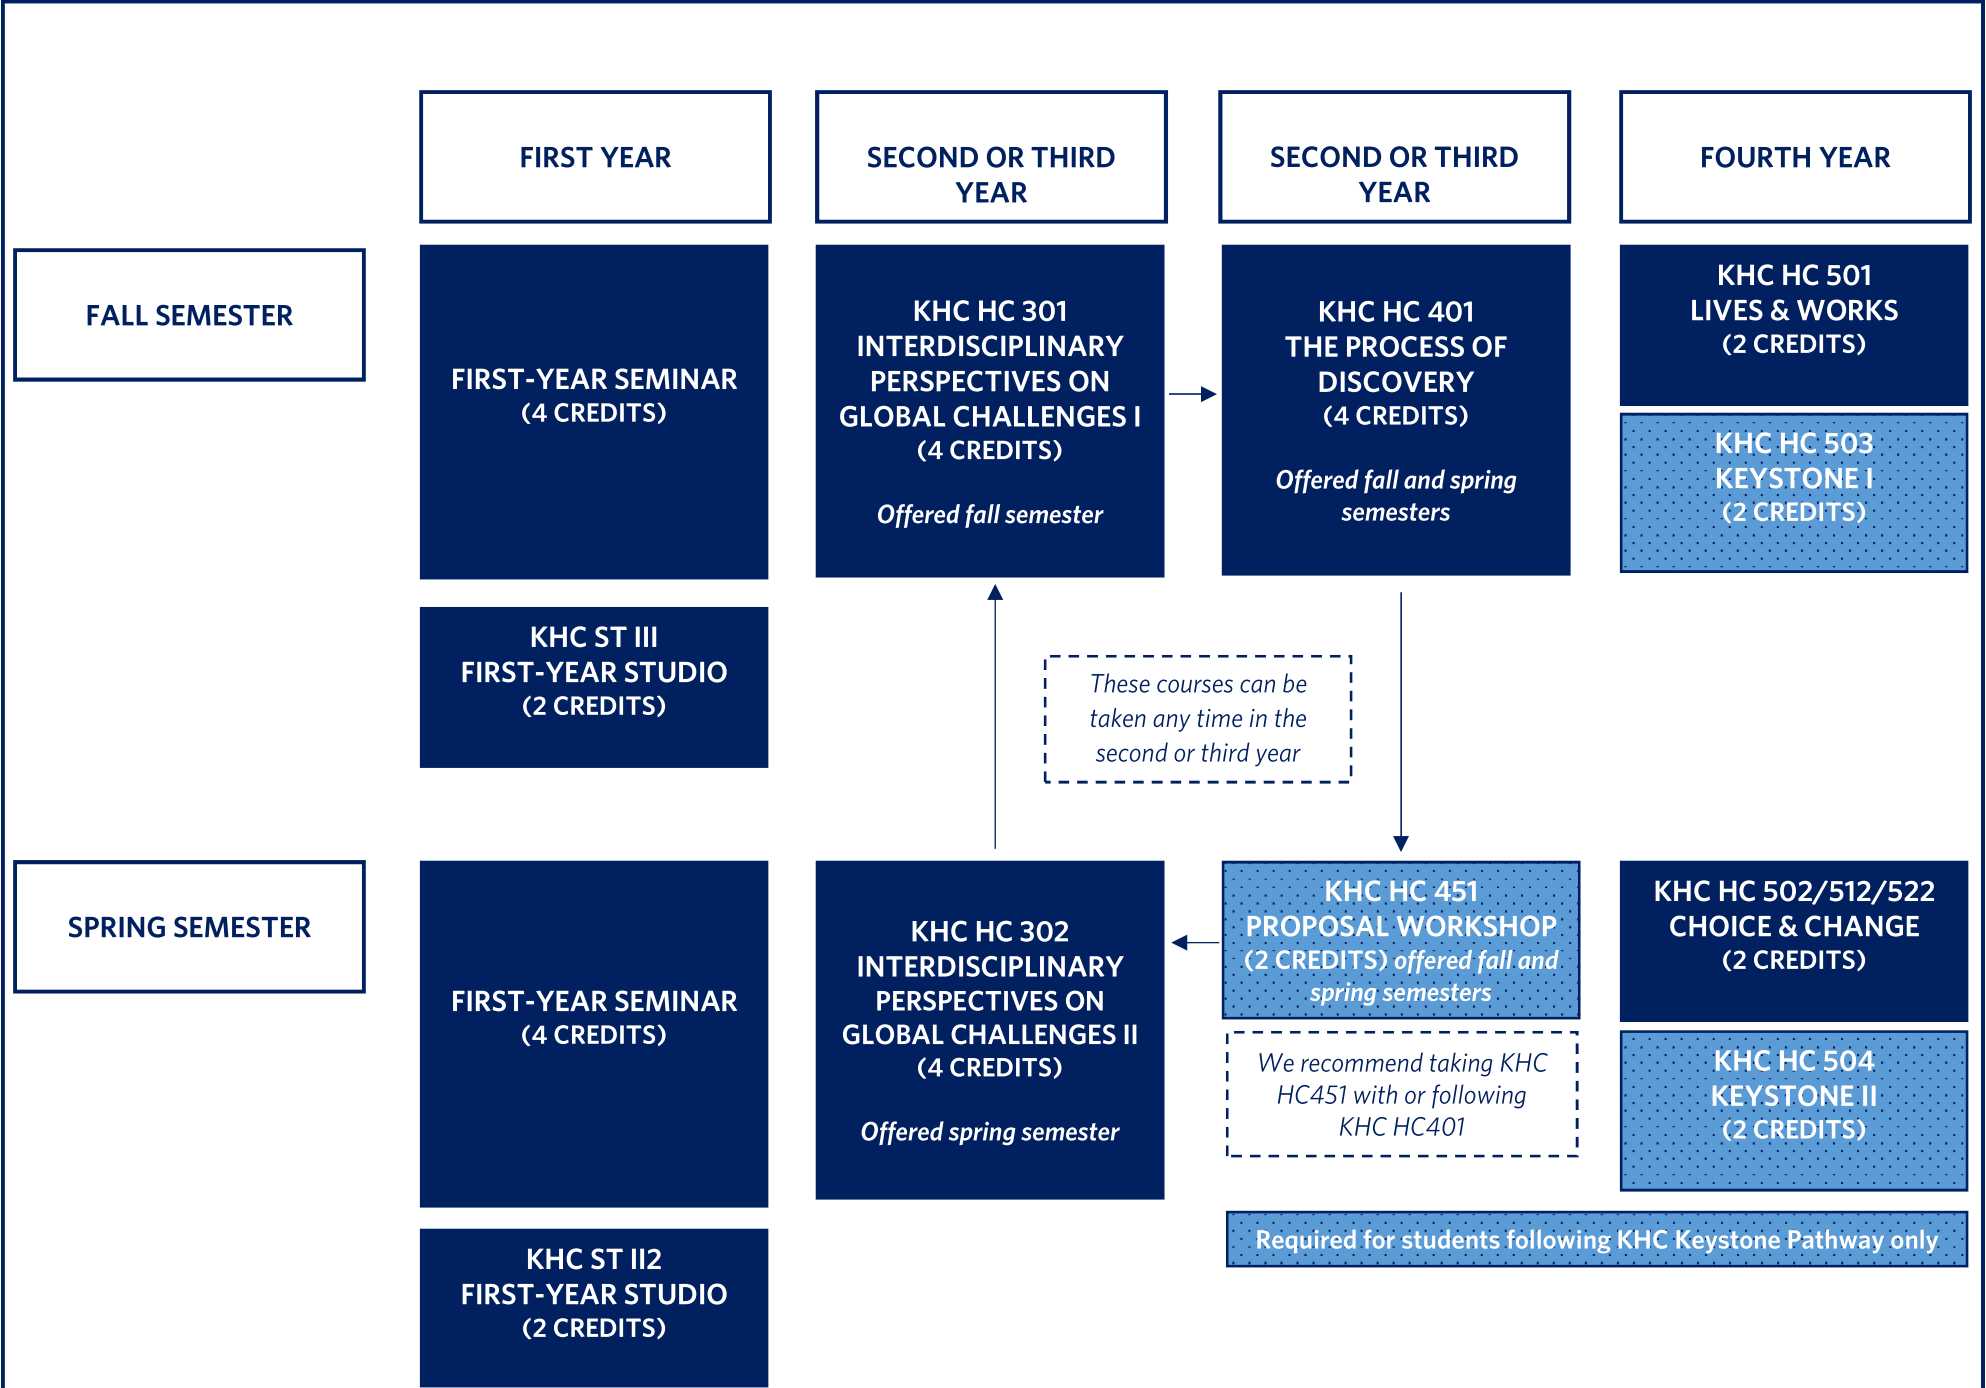 FIRST YEAR
SECOND OR THIRD
YEAR
SECOND OR THIRD
YEAR
FOURTH YEAR
FALL SEMESTER
FIRST-YEAR SEMINAR
(4 CREDITS)
KHC ST III
FIRST-YEAR STUDIO
(2 CREDITS)
KHC HC 301
INTERDISCIPLINARY
PERSPECTIVES ON
GLOBAL CHALLENGES I
(4 CREDITS)
Offered fall semester
KHC HC 401
THE PROCESS OF
DISCOVERY
(4 CREDITS)
Offered fall and spring
semesters
KHC HC 501
LIVES & WORKS
(2 CREDITS)
KHC HC 503
KEYSTONE I
(2 CREDITS)
These courses can be
taken any time in the
second or third year
SPRING SEMESTER
FIRST-YEAR SEMINAR
(4 CREDITS)
KHC ST II2
FIRST-YEAR STUDIO
(2 CREDITS)
KHC HC 302
INTERDISCIPLINARY
PERSPECTIVES ON
GLOBAL CHALLENGES II
(4 CREDITS)
Offered spring semester
KHC HC 451
PROPOSAL WORKSHOP
(2 CREDITS) offered fall and
spring semesters
We recommend taking KHC
HC451 with or following
KHC HC401
KHC HC 502/512/522
CHOICE & CHANGE
(2 CREDITS)
KHC HC 504
KEYSTONE II
(2 CREDITS)
Required for students following KHC Keystone Pathway only